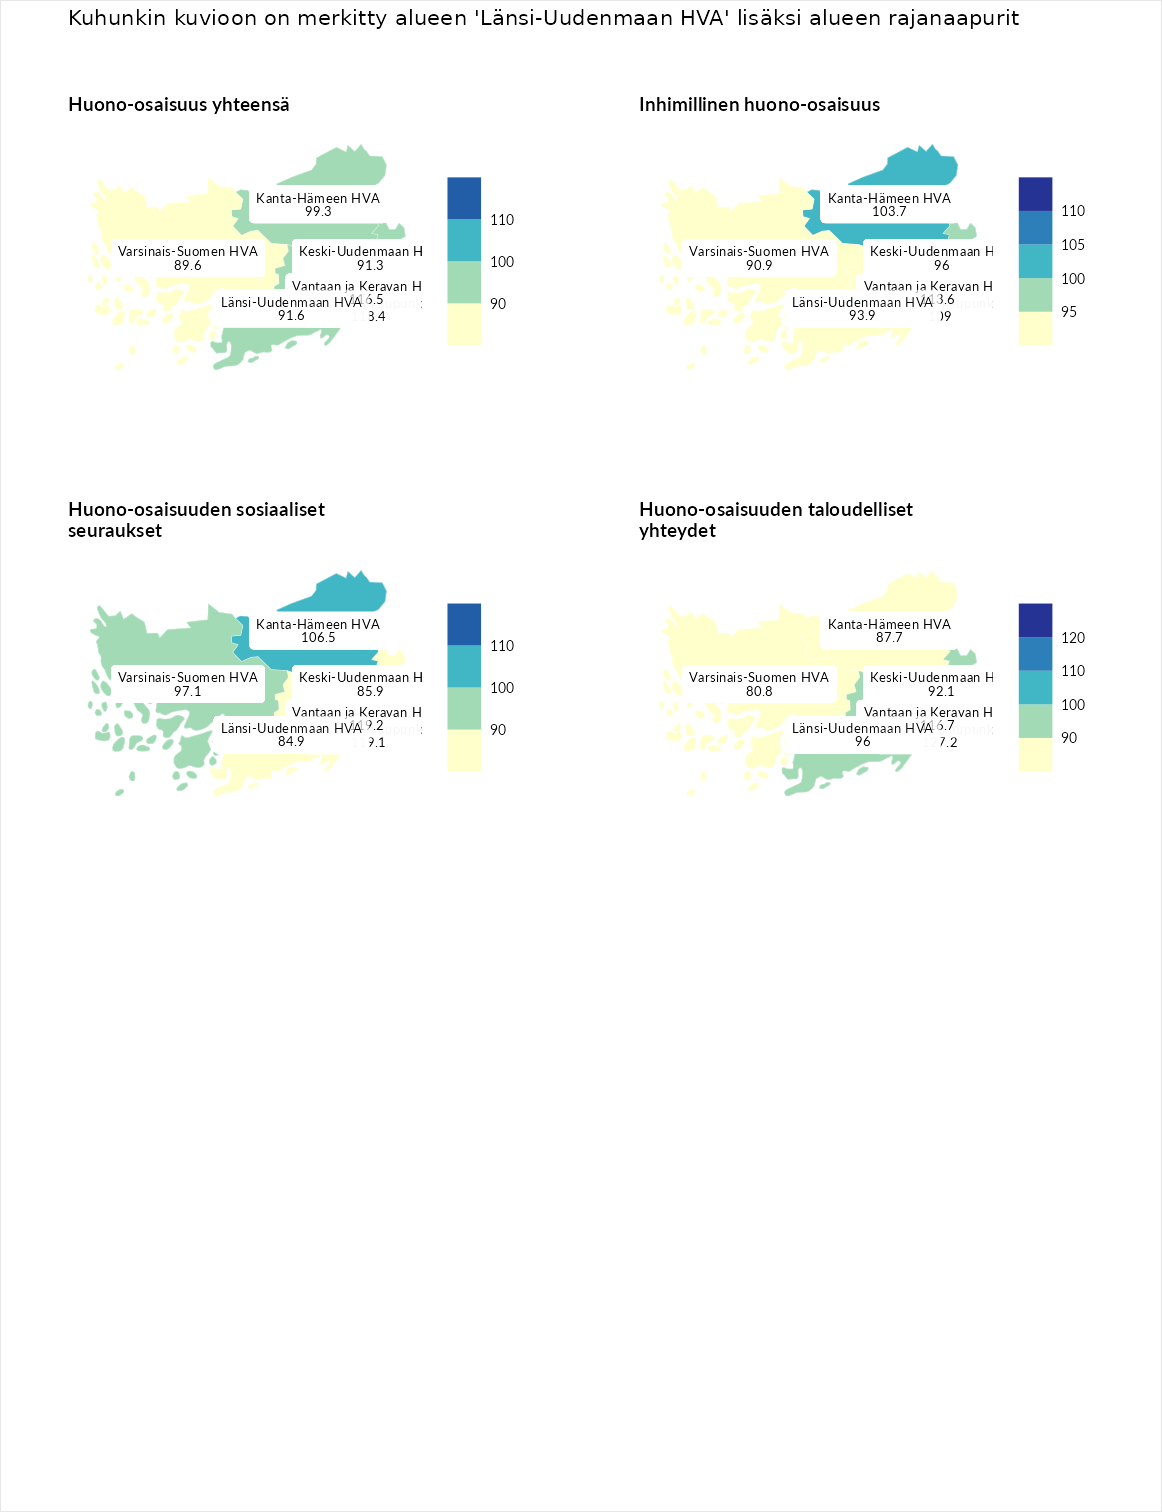 Kuhunkin kuvioon on merkitty alueen 'Länsi-Uudenmaan HVA' lisäksi alueen rajanaapurit
Huono-osaisuus yhteensä
Kanta-Hämeen HVA
99.3
Varsinais-Suomen HVA
89.6
Keski-Uudenmaan H
91.3
Vantaan ja Keravan H
Länsi-Uudenmaan HVA
91.6
110
100
90
Inhimillinen huono-osaisuus
Kanta-Hämeen HVA
103.7
Varsinais-Suomen HVA
90.9
Keski-Uudenmaan H
96
Vantaan ja Keravan H
Länsi-Uudenmaan HVA
93.9
110
105
100
95
Huono-osaisuuden sosiaaliset
seuraukset
Kanta-Hämeen HVA
106.5
Varsinais-Suomen HVA
97.1
Keski-Uudenmaan H
85.9
Vantaan ja Keravan H
Länsi-Uudenmaan HVA
84.9
110
100
90
Huono-osaisuuden taloudelliset
yhteydet
Kanta-Hämeen HVA
87.7
Varsinais-Suomen HVA
80.8
Keski-Uudenmaan H
92.1
Vantaan ja Keravan H
Länsi-Uudenmaan HVA
96
120
110
100
90